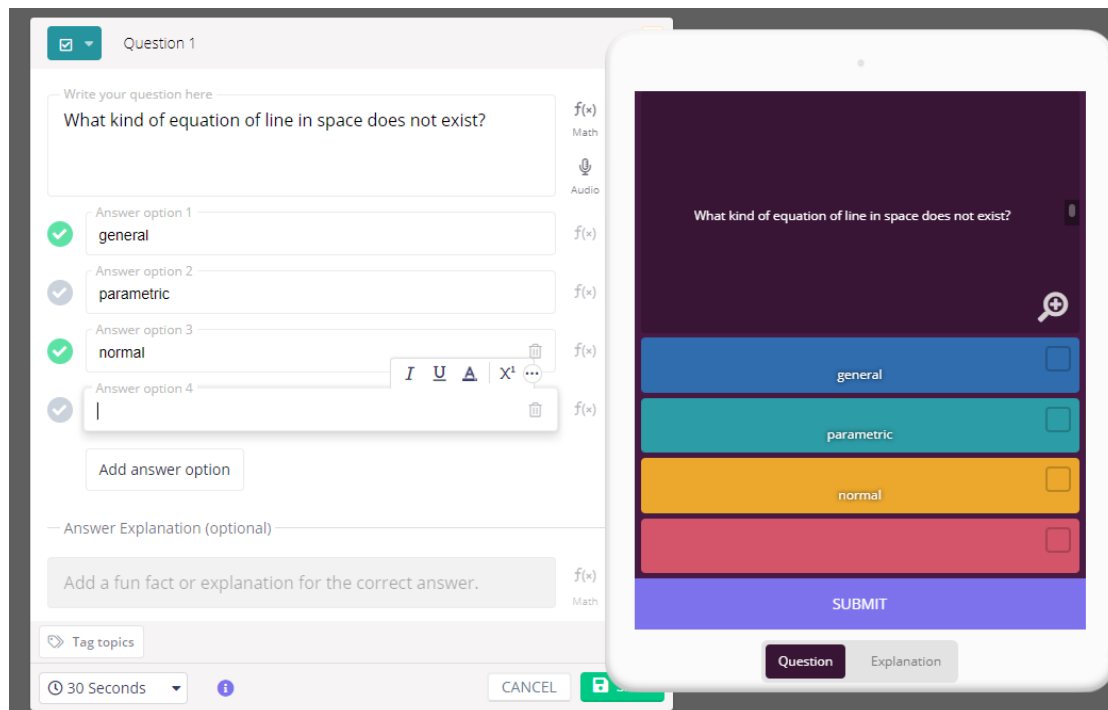 Question 1
Write your question here
What kind of equation of line in space does not exist?
f(×)
Math
Audio
Answer option 1
general
f(×)
Answer option 2
parametric
f(×)
Answer option 3
normal
f(×)
I U A X¹ ···
Answer option 4
f(×)
Add answer option
Answer Explanation (optional)
Add a fun fact or explanation for the correct answer.
f(×)
Math
Tag topics
30 Seconds
i
CANCEL
What kind of equation of line in space does not exist?
general
parametric
normal
SUBMIT
Question
Explanation